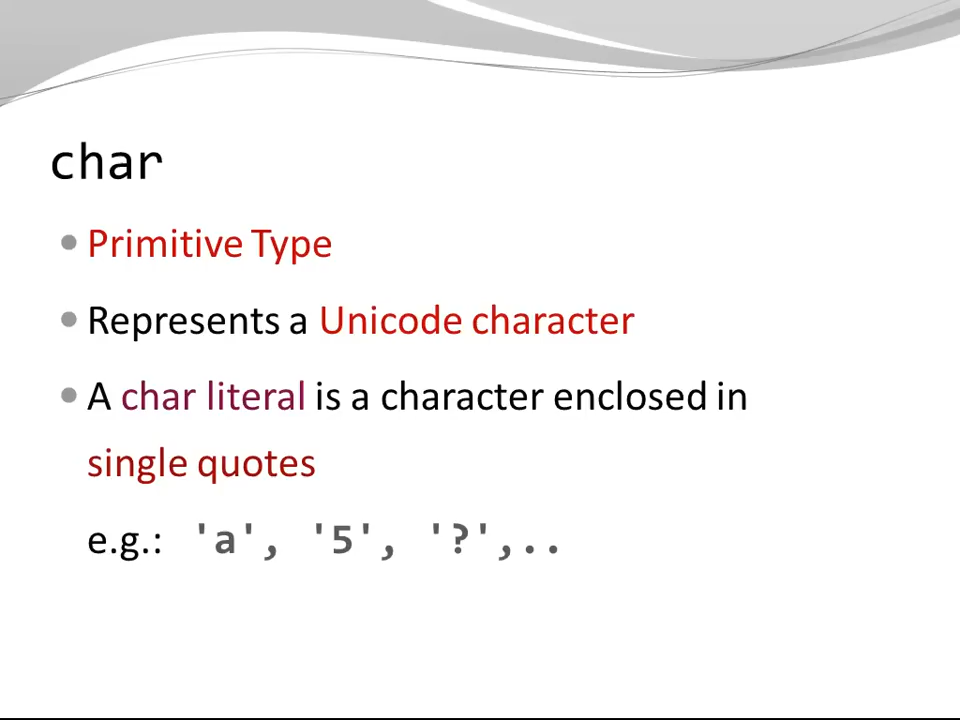 char
• Primitive Type
• Represents a Unicode character
• A char literal is a character enclosed in
single quotes
e.g.: 'a', '5', '?',..